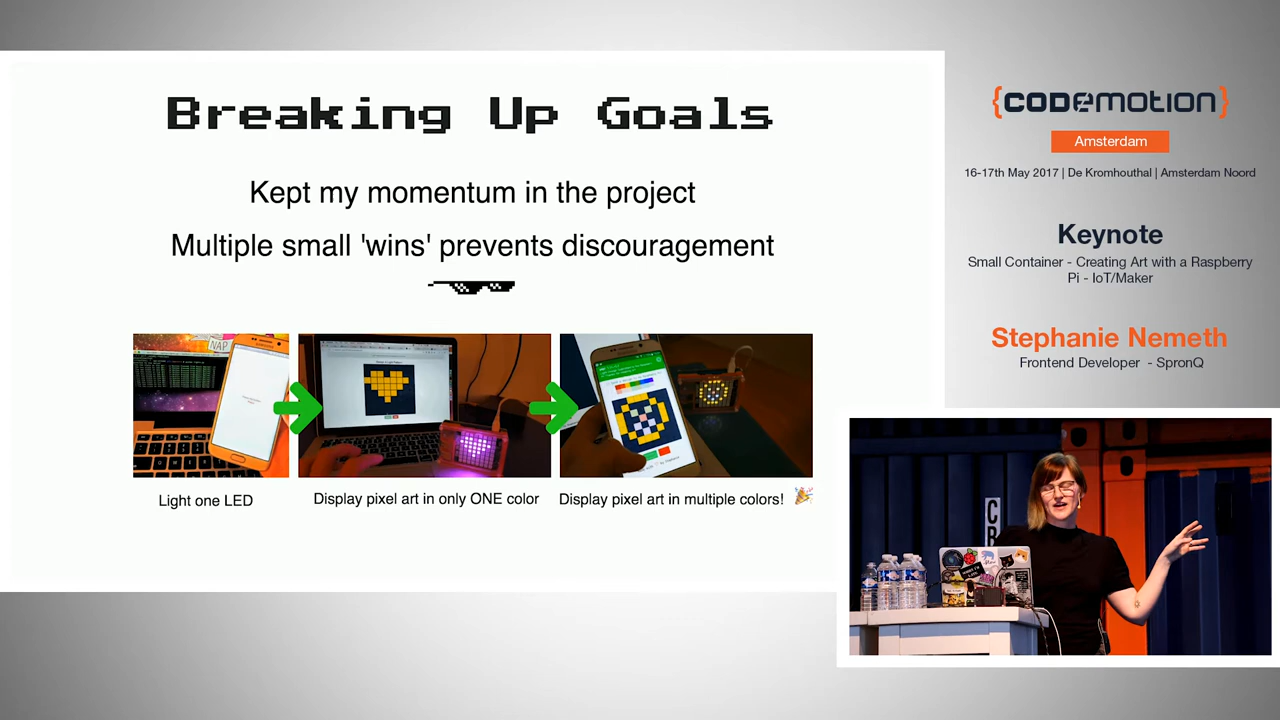 Breaking Up Goals
Kept my momentum in the project
Multiple small 'wins' prevents discouragement
NAP
Light one LED
Display pixel art in only ONE color
Display pixel art in multiple colors!
{CODEMOTION}
Amsterdam
16-17th May 2017 | De Kromhouthal | Amsterdam Noord
Keynote
Small Container - Creating Art with a Raspberry
Pi - IoT/Maker
Stephanie Nemeth
Frontend Developer - SpronQ